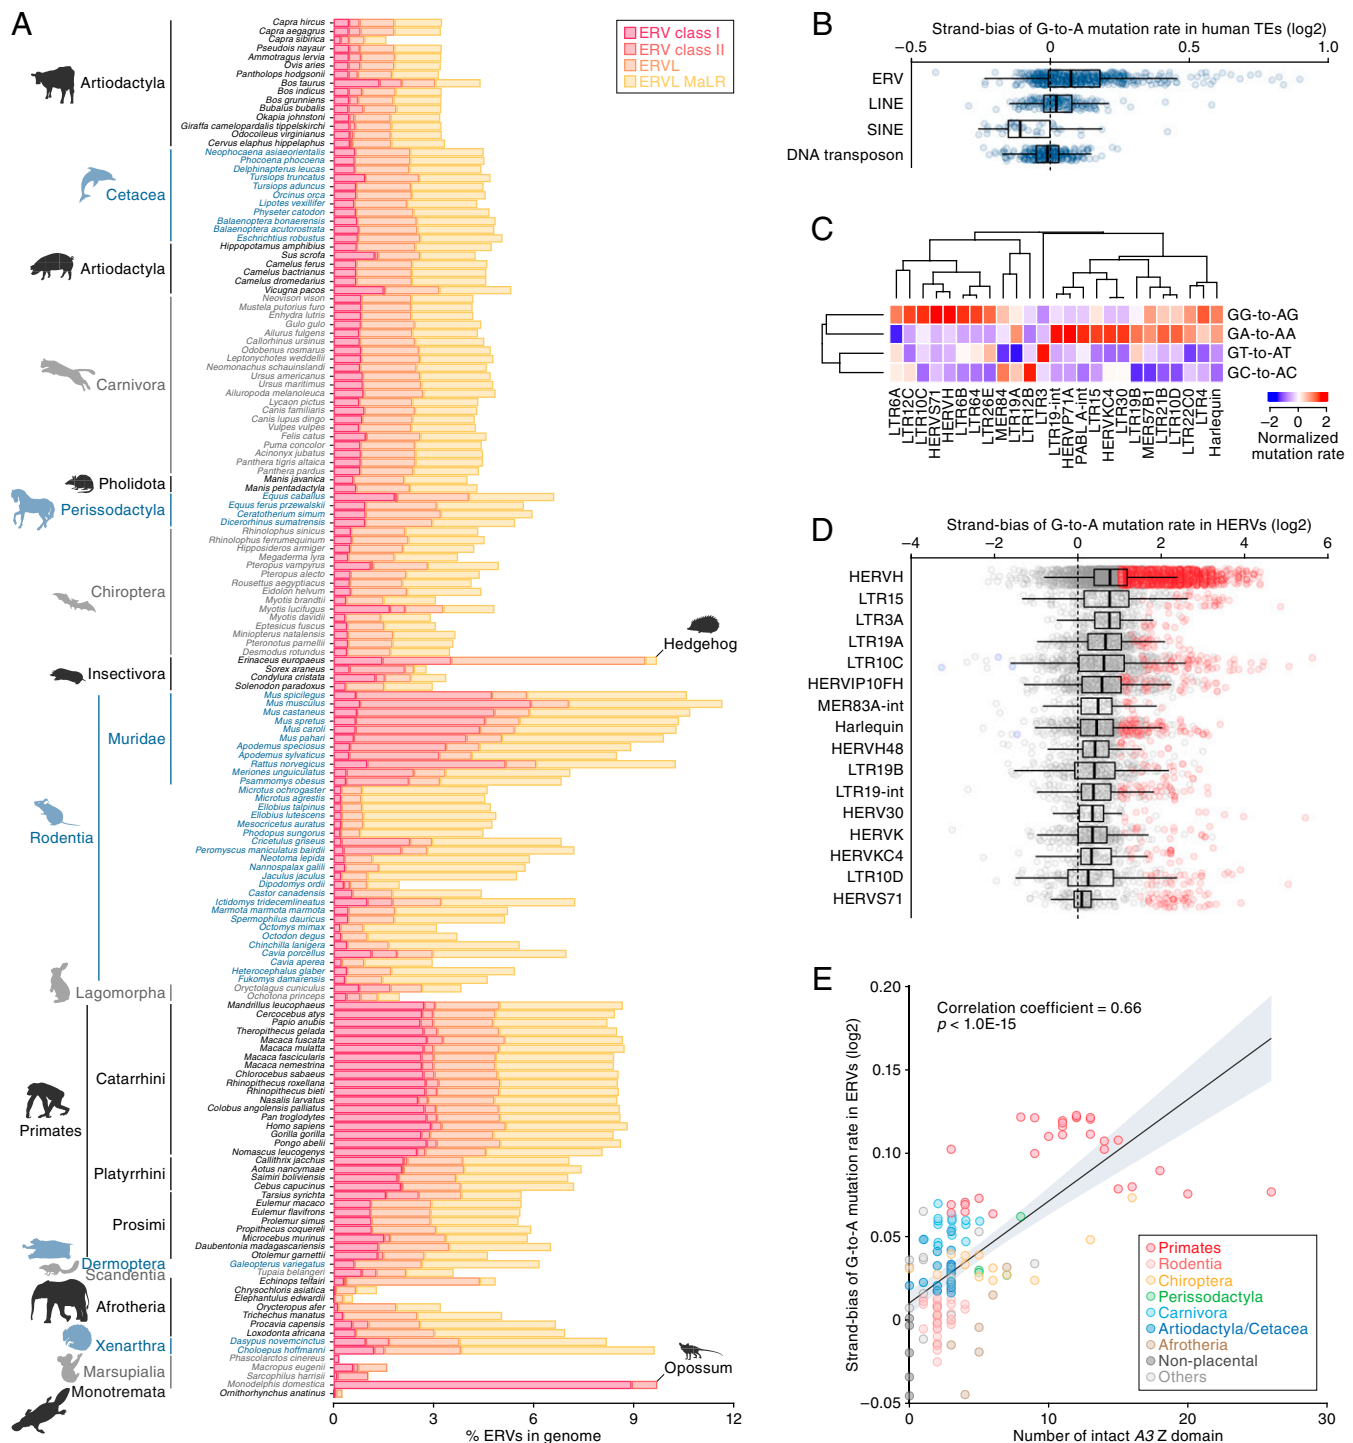 A
Capra hircus
Capra aegagrus
Capra sibirica
Pseudois nayaur
Ammotragus lervia
Ovis aries
Pantholops hodgsonii
Bos taurus
Bos indicus
Bos grunniens
Bubalus bubalis
Okapia johnstoni
Giraffa camelopardalis tippelskirchi
Odocoileus virginianus
Cervus elaphus hippelaphus
Artiodactyla
Neophocaena asiaeorientalis
Phocoena phocoena
Delphinapterus leucas
Tursiops truncatus
Tursiops aduncus
Orcinus orca
Lipotes vexillifer
Physeter catodon
Balaenoptera bonaerensis
Balaenoptera acutorostrata
Eschrichtius robustus
Cetacea
Hippopotamus amphibius
Sus scrofa
Camelus ferus
Camelus bactrianus
Camelus dromedarius
Vicugna pacos
Artiodactyla
Neovison vison
Mustela putorius furo
Enhydra lutris
Gulo gulo
Ailurus fulgens
Callorhinus ursinus
Odobenus rosmarus
Leptonychotes weddellii
Neomonachus schauinslandi
Ursus americanus
Ursus maritimus
Ailuropoda melanoleuca
Lycaon pictus
Canis familiaris
Canis lupus dingo
Vulpes vulpes
Felis catus
Puma concolor
Acinonyx jubatus
Panthera tigris altaica
Panthera pardus
Carnivora
Manis javanica
Manis pentadactyla
Pholidota
Equus caballus
Equus ferus przewalskii
Ceratotherium simum
Dicerorhinus sumatrensis
Perissodactyla
Rhinolophus sinicus
Rhinolophus ferrumequinum
Hipposideros armiger
Megaderma lyra
Pteropus vampyrus
Pteropus alecto
Rousettus aegyptiacus
Eidolon helvum
Myotis brandtii
Myotis lucifugus
Myotis davidii
Eptesicus fuscus
Miniopterus natalensis
Pteronotus parnellii
Desmodus rotundus
Chiroptera
Erinaceus europaeus
Sorex araneus
Condylura cristata
Solenodon paradoxus
Insectivora
Hedgehog
Mus spicilegus
Mus musculus
Mus castaneus
Mus spretus
Mus caroli
Mus pahari
Apodemus speciosus
Apodemus sylvaticus
Rattus norvegicus
Meriones unguiculatus
Psammomys obesus
Muridae
Microtus ochrogaster
Microtus agrestis
Ellobius talpinus
Ellobius lutescens
Mesocricetus auratus
Phodopus sungorus
Cricetulus griseus
Peromyscus maniculatus bairdii
Neotoma lepida
Nannospalax galili
Jaculus jaculus
Dipodomys ordii
Castor canadensis
Ictidomys tridecemlineatus
Marmota marmota marmota
Spermophilus dauricus
Octomys mimax
Octodon degus
Chinchilla lanigera
Cavia porcellus
Cavia aperea
Heterocephalus glaber
Fukomys damarensis
Rodentia
Oryctolagus cuniculus
Ochotona princeps
Lagomorpha
Mandrillus leucophaeus
Cercocebus atys
Papio anubis
Theropithecus gelada
Macaca fuscata
Macaca mulatta
Macaca fascicularis
Macaca nemestrina
Chlorocebus sabaeus
Rhinopithecus roxellana
Rhinopithecus bieti
Nasalis larvatus
Colobus angolensis palliatus
Pan troglodytes
Homo sapiens
Gorilla gorilla
Pongo abelii
Nomascus leucogenys
Catarrhini
Primates
Callithrix jacchus
Aotus nancymaae
Saimiri boliviensis
Cebus capucinus
Platyrrhini
Tarsius syrichta
Eulemur macaco
Eulemur flavifrons
Prolemur simus
Propithecus coquereli
Microcebus murinus
Daubentonia madagascariensis
Otolemur garnettii
Prosimi
Galeopterus variegatus
Dermoptera
Tupaia belangeri
Scandentia
Echinops telfairi
Chrysochloris asiatica
Elephantulus edwardii
Orycteropus afer
Trichechus manatus
Procavia capensis
Loxodonta africana
Afrotheria
Dasypus novemcinctus
Choloepus hoffmanni
Xenarthra
Phascolarctos cinereus
Macropus eugenii
Sarcophilus harrisii
Monodelphis domestica
Marsupialia
Opossum
Ornithorhynchus anatinus
Monotremata
0 3 6 9 12
% ERVs in genome
ERV class I
ERV class II
ERVL
ERVL MaLR
B
Strand-bias of G-to-A mutation rate in human TEs (log2)
−0.5 0 0.5 1.0
ERV
LINE
SINE
DNA transposon
C
GG-to-AG
GA-to-AA
GT-to-AT
GC-to-AC
LTR6A
LTR12C
LTR10C
HERVS71
HERVH
LTR6B
LTR64
LTR26E
MER84
LTR19A
LTR12B
LTR3
LTR19-int
HERVP71A
PABL_A-int
LTR15
HERVKC4
LTR30
LTR19B
MER57B1
LTR21B
LTR10D
LTR22C0
LTR4
Harlequin
−2 0 2
Normalized
mutation rate
D
Strand-bias of G-to-A mutation rate in HERVs (log2)
−4 −2 0 2 4 6
HERVH
LTR15
LTR3A
LTR19A
LTR10C
HERVIP10FH
MER83A-int
Harlequin
HERVH48
LTR19B
LTR19-int
HERV30
HERVK
HERVKC4
LTR10D
HERVS71
E
Strand-bias of G-to-A mutation rate in ERVs (log2)
0.20
0.15
0.10
0.05
0
−0.05
Correlation coefficient = 0.66
p < 1.0E-15
Primates
Rodentia
Chiroptera
Perissodactyla
Carnivora
Artiodactyla/Cetacea
Afrotheria
Non-placental
Others
0 10 20 30
Number of intact A3 Z domain